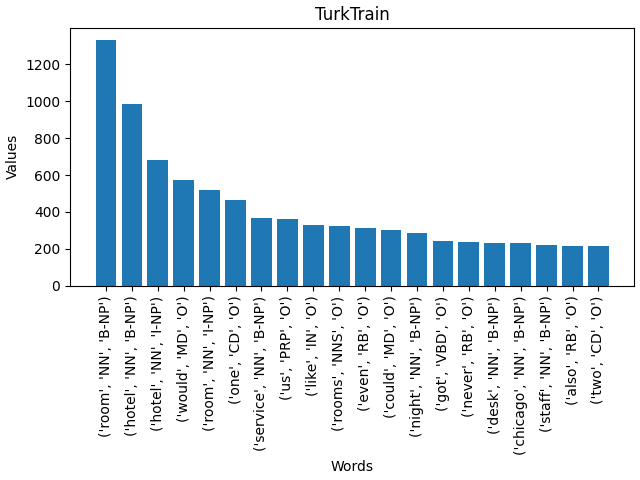 TurkTrain
Values
1200
1000
800
600
400
200
0
('room', 'NN', 'B-NP')
('hotel', 'NN', 'B-NP')
('hotel', 'NN', 'I-NP')
('would', 'MD', 'O')
('room', 'NN', 'I-NP')
('one', 'CD', 'O')
('service', 'NN', 'B-NP')
('us', 'PRP', 'O')
('like', 'IN', 'O')
('rooms', 'NNS', 'O')
('even', 'RB', 'O')
('could', 'MD', 'O')
('night', 'NN', 'B-NP')
('got', 'VBD', 'O')
('never', 'RB', 'O')
('desk', 'NN', 'B-NP')
('chicago', 'NN', 'B-NP')
('staff', 'NN', 'B-NP')
('also', 'RB', 'O')
('two', 'CD', 'O')
Words